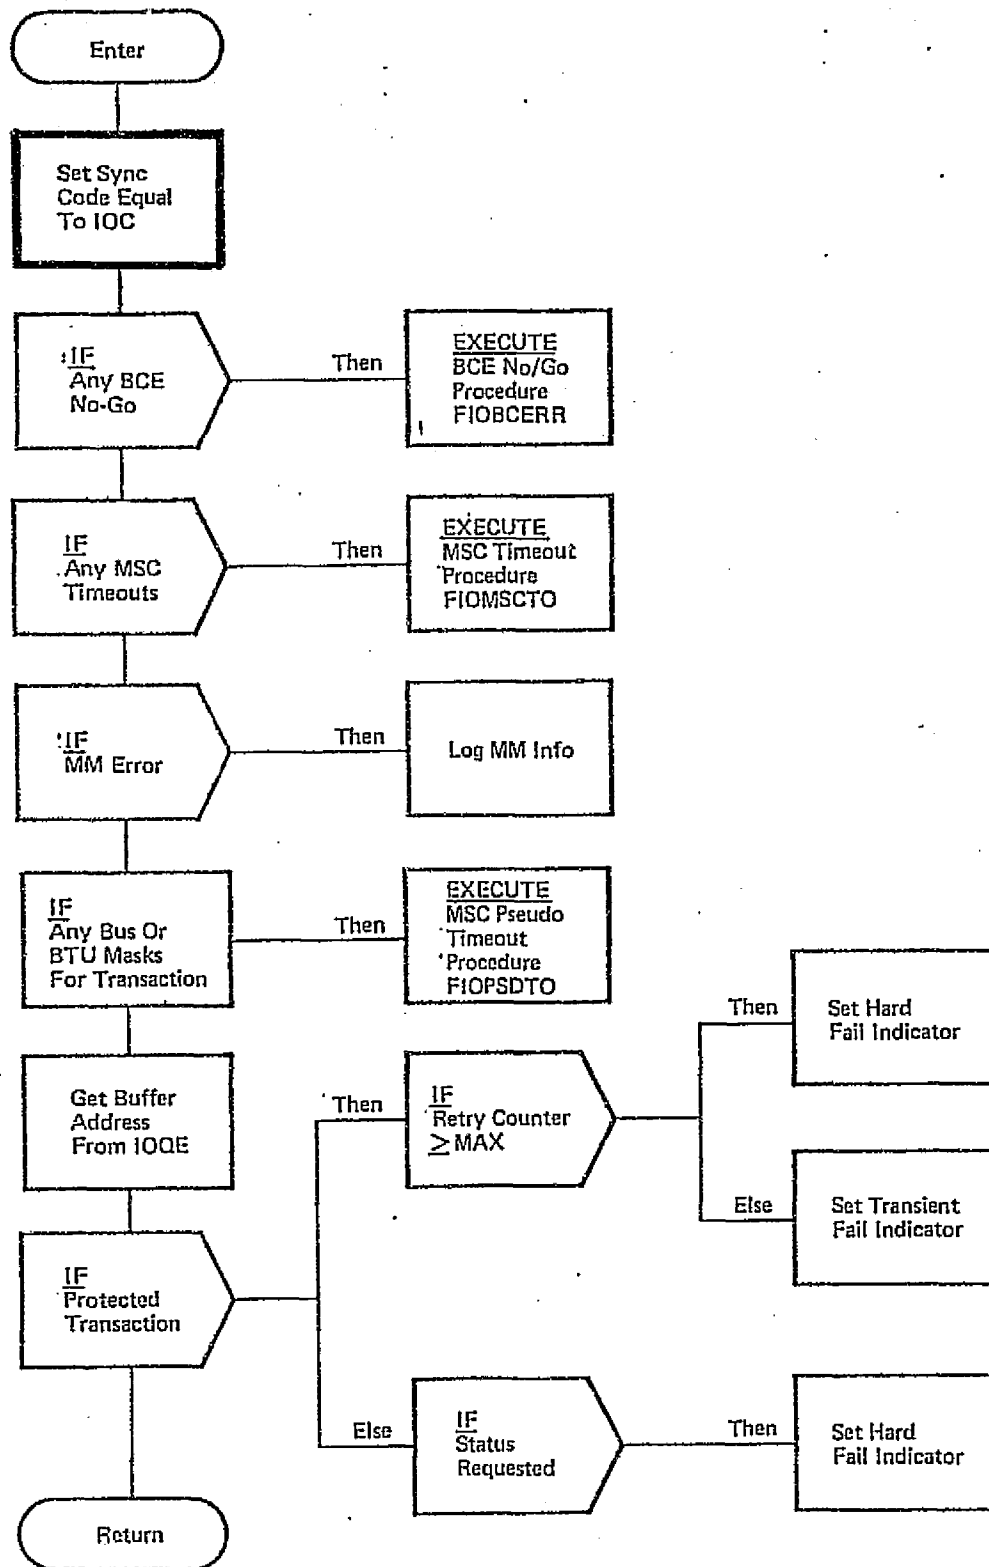 Enter
Set Sync
Code Equal
To IOC
IF
Any BCE
No-Go
Then
EXECUTE
BCE No/Go
Procedure
FIOBCERR
IF
Any MSC
Timeouts
Then
EXECUTE
MSC Timeout
Procedure
FIOMSCTO
IF
MM Error
Then
Log MM Info
IF
Any Bus Or
BTU Masks
For Transaction
Then
EXECUTE
MSC Pseudo
Timeout
Procedure
FIOPSDTO
Get Buffer
Address
From IOQE
IF
Protected
Transaction
Then
IF
Retry Counter
≥ MAX
Then
Set Hard
Fail Indicator
Else
Set Transient
Fail Indicator
Else
IF
Status
Requested
Then
Set Hard
Fail Indicator
Return